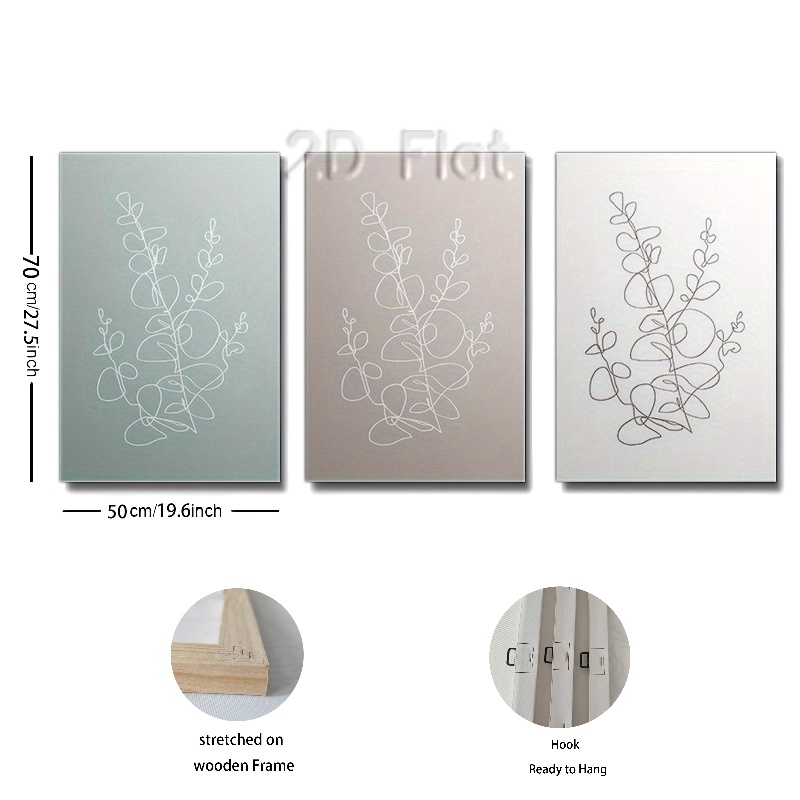 2D Flat
70 cm/27.5inch
50cm/19.6inch
stretched on
wooden Frame
Hook
Ready to Hang